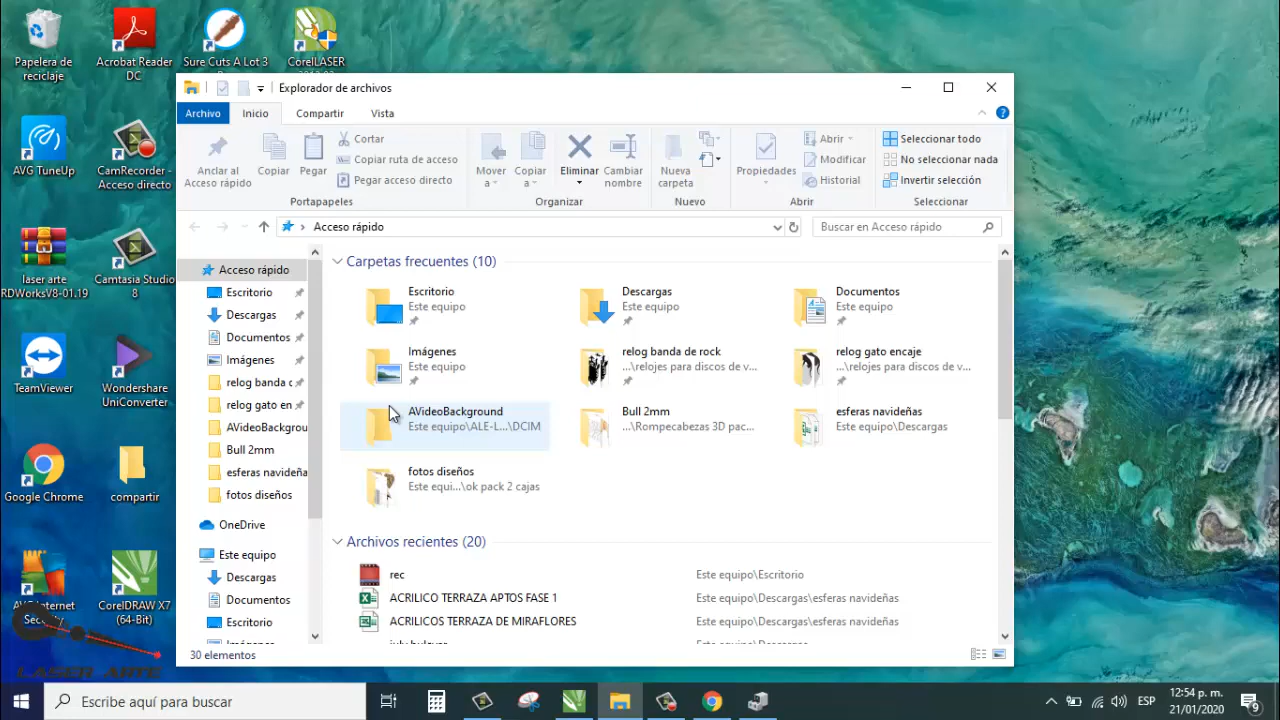 Papelera de
reciclaje
Acrobat Reader
DC
Sure Cuts A Lot 3
CorelLASER
AVG TuneUp
CamRecorder -
Acceso directo
laser arte
RDWorksV8-01.19
Camtasia Studio
8
TeamViewer
Wondershare
UniConverter
Google Chrome
compartir
AVG Internet
Security
CorelDRAW X7
(64-Bit)
LASER ARTE
Explorador de archivos
Archivo
Inicio
Compartir
Vista
Anclar al
Acceso rápido
Copiar
Pegar
Cortar
Copiar ruta de acceso
Pegar acceso directo
Portapapeles
Mover
a
Copiar
a
Eliminar
Cambiar
nombre
Organizar
Nueva
carpeta
Nuevo
Propiedades
Abrir
Modificar
Historial
Abrir
Seleccionar todo
No seleccionar nada
Invertir selección
Seleccionar
Acceso rápido
Buscar en Acceso rápido
Acceso rápido
Escritorio
Descargas
Documentos
Imágenes
relog banda c
relog gato en
AVideoBackgrou
Bull 2mm
esferas navideña
fotos diseños
OneDrive
Este equipo
Descargas
Documentos
Escritorio
Imágenes
Carpetas frecuentes (10)
Escritorio
Este equipo
Descargas
Este equipo
Documentos
Este equipo
Imágenes
Este equipo
relog banda de rock
...\relojes para discos de v...
relog gato encaje
...\relojes para discos de v...
AVideoBackground
Este equipo\ALE-L...\DCIM
Bull 2mm
...\Rompecabezas 3D pac...
esferas navideñas
Este equipo\Descargas
fotos diseños
Este equi...\ok pack 2 cajas
Archivos recientes (20)
rec
Este equipo\Escritorio
ACRILICO TERRAZA APTOS FASE 1
Este equipo\Descargas\esferas navideñas
ACRILICOS TERRAZA DE MIRAFLORES
Este equipo\Descargas\esferas navideñas
30 elementos
Escribe aquí para buscar
ESP
12:54 p. m.
21/01/2020
9